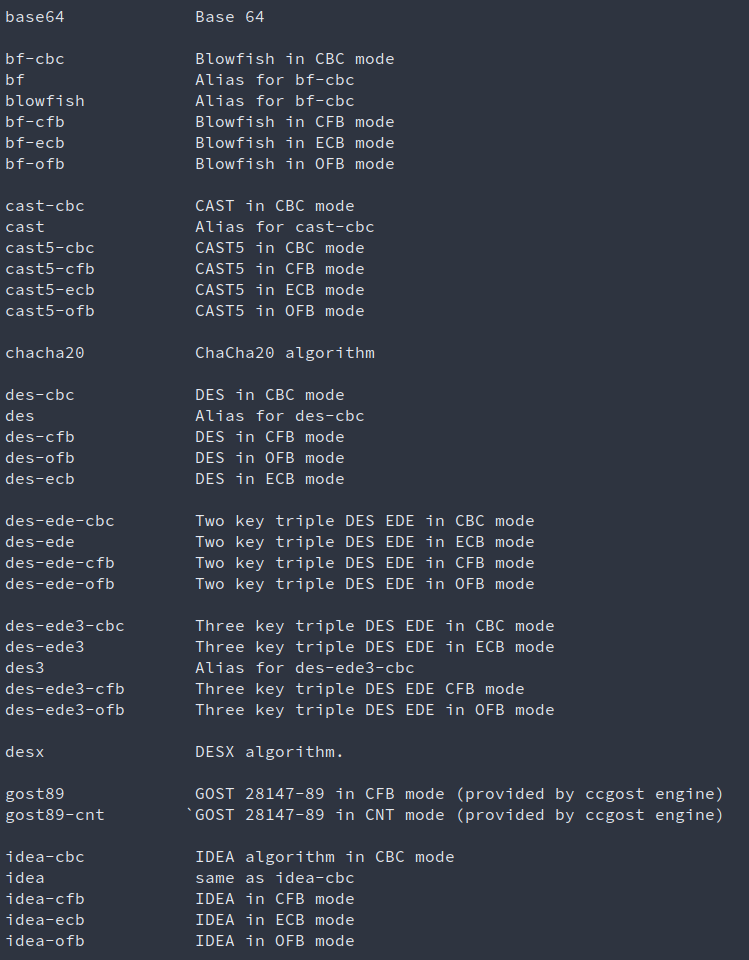 base64 Base 64
bf-cbc Blowfish in CBC mode
bf Alias for bf-cbc
blowfish Alias for bf-cbc
bf-cfb Blowfish in CFB mode
bf-ecb Blowfish in ECB mode
bf-ofb Blowfish in OFB mode
cast-cbc CAST in CBC mode
cast Alias for cast-cbc
cast5-cbc CAST5 in CBC mode
cast5-cfb CAST5 in CFB mode
cast5-ecb CAST5 in ECB mode
cast5-ofb CAST5 in OFB mode
chacha20 ChaCha20 algorithm
des-cbc DES in CBC mode
des Alias for des-cbc
des-cfb DES in CFB mode
des-ofb DES in OFB mode
des-ecb DES in ECB mode
des-ede-cbc Two key triple DES EDE in CBC mode
des-ede Two key triple DES EDE in ECB mode
des-ede-cfb Two key triple DES EDE in CFB mode
des-ede-ofb Two key triple DES EDE in OFB mode
des-ede3-cbc Three key triple DES EDE in CBC mode
des-ede3 Three key triple DES EDE in ECB mode
des3 Alias for des-ede3-cbc
des-ede3-cfb Three key triple DES EDE CFB mode
des-ede3-ofb Three key triple DES EDE in OFB mode
desx DESX algorithm.
gost89 GOST 28147-89 in CFB mode (provided by ccgost engine)
gost89-cnt `GOST 28147-89 in CNT mode (provided by ccgost engine)
idea-cbc IDEA algorithm in CBC mode
idea same as idea-cbc
idea-cfb IDEA in CFB mode
idea-ecb IDEA in ECB mode
idea-ofb IDEA in OFB mode